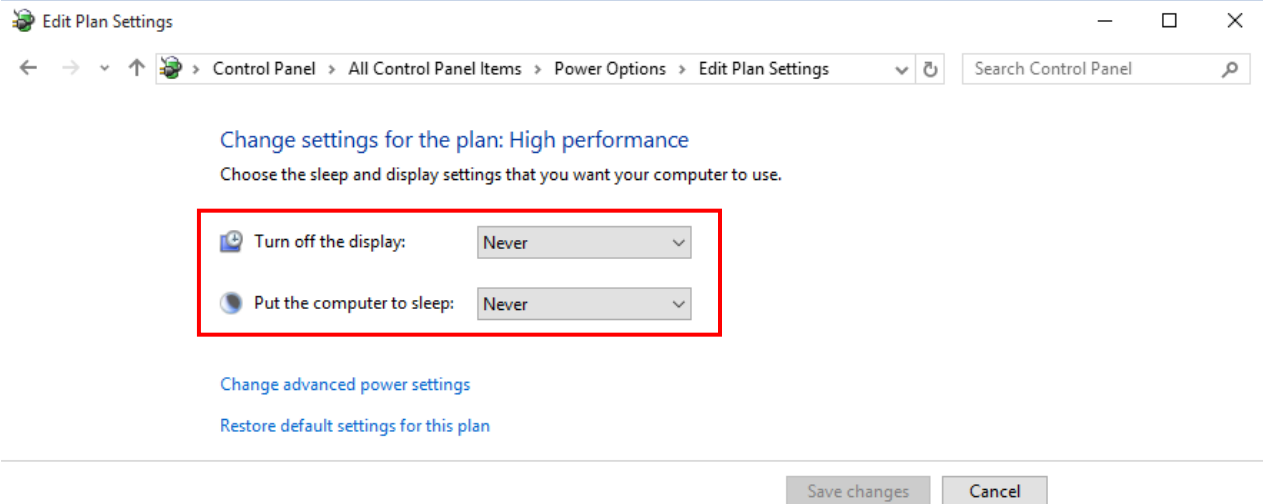 Edit Plan Settings
Control Panel > All Control Panel Items > Power Options > Edit Plan Settings
Search Control Panel
Change settings for the plan: High performance
Choose the sleep and display settings that you want your computer to use.
Turn off the display: Never
Put the computer to sleep: Never
Change advanced power settings
Restore default settings for this plan
Save changes Cancel